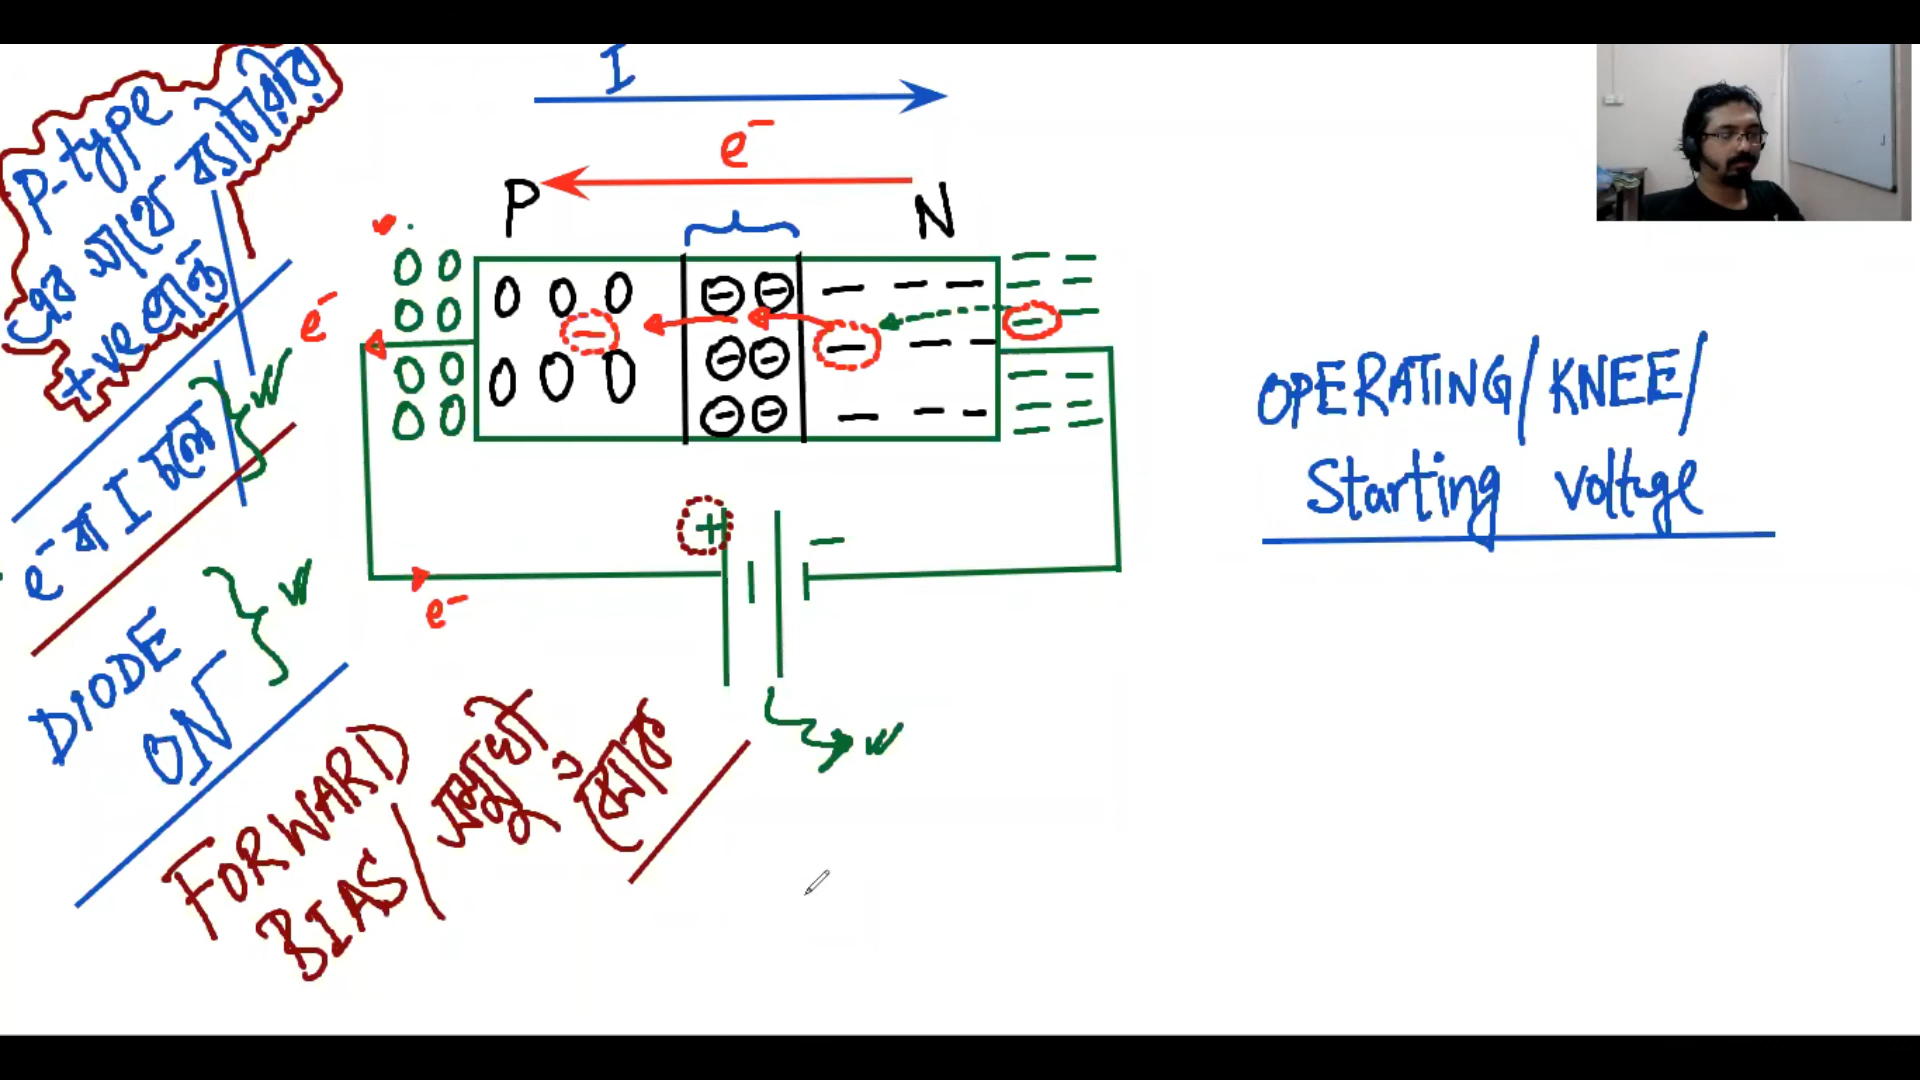 P-type
এর সাথে ব্যাটারীর
+ve প্রান্ত
e⁻ বা I চলে
DIODE
ON
FORWARD
BIAS/ সম্মুখী ঝোঁক
I
e⁻
P
N
e⁻
+
−
e⁻
OPERATING/KNEE/
Starting voltage